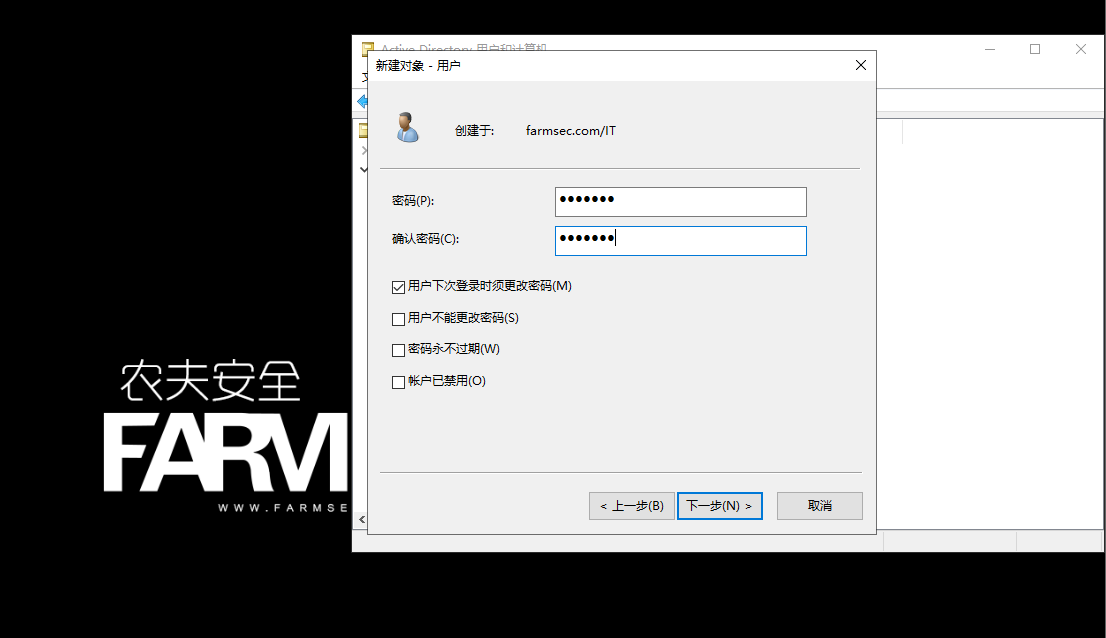 Active Directory 用户和计算机
新建对象 - 用户
创建于: farmsec.com/IT
密码(P): ●●●●●●●
确认密码(C): ●●●●●●●
用户下次登录时须更改密码(M)
用户不能更改密码(S)
密码永不过期(W)
帐户已禁用(O)
< 上一步(B) 下一步(N) > 取消
农夫安全
FARM
WWW.FARMSE